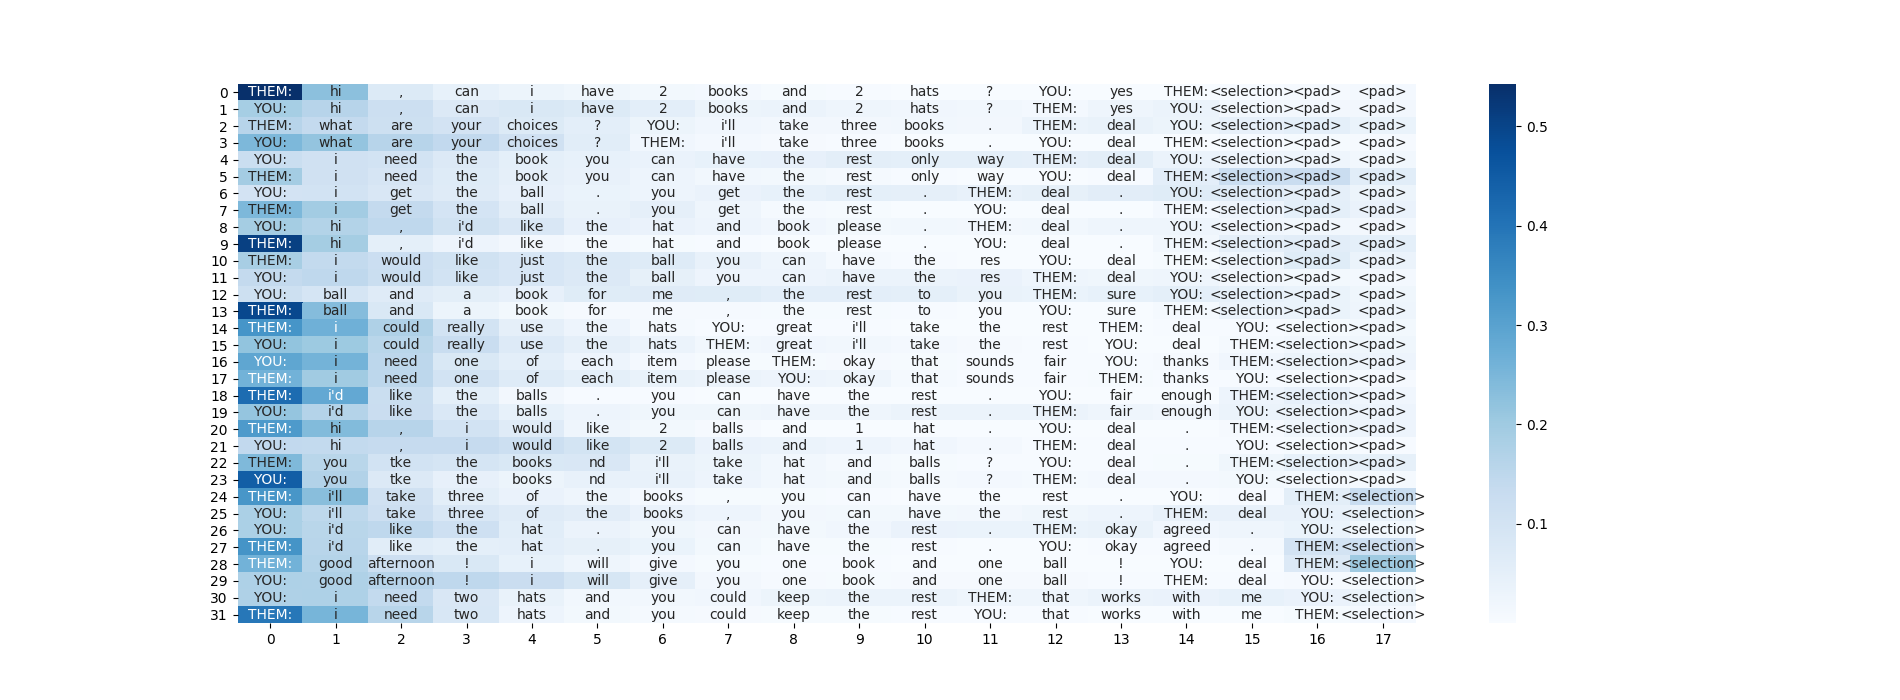 0 THEM: hi , can i have 2 books and 2 hats ? YOU: yes THEM: <selection> <pad> <pad>
1 YOU: hi , can i have 2 books and 2 hats ? THEM: yes YOU: <selection> <pad> <pad>
2 THEM: what are your choices ? YOU: i'll take three books . THEM: deal YOU: <selection> <pad> <pad>
3 YOU: what are your choices ? THEM: i'll take three books . YOU: deal THEM: <selection> <pad> <pad>
4 YOU: i need the book you can have the rest only way THEM: deal YOU: <selection> <pad> <pad>
5 THEM: i need the book you can have the rest only way YOU: deal THEM: <selection> <pad> <pad>
6 YOU: i get the ball . you get the rest . THEM: deal . YOU: <selection> <pad> <pad>
7 THEM: i get the ball . you get the rest . YOU: deal . THEM: <selection> <pad> <pad>
8 YOU: hi , i'd like the hat and book please . THEM: deal . YOU: <selection> <pad> <pad>
9 THEM: hi , i'd like the hat and book please . YOU: deal . THEM: <selection> <pad> <pad>
10 THEM: i would like just the ball you can have the res YOU: deal THEM: <selection> <pad> <pad>
11 YOU: i would like just the ball you can have the res THEM: deal YOU: <selection> <pad> <pad>
12 YOU: ball and a book for me , the rest to you THEM: sure YOU: <selection> <pad> <pad>
13 THEM: ball and a book for me , the rest to you YOU: sure THEM: <selection> <pad> <pad>
14 THEM: i could really use the hats YOU: great i'll take the rest THEM: deal YOU: <selection> <pad>
15 YOU: i could really use the hats THEM: great i'll take the rest YOU: deal THEM: <selection> <pad>
16 YOU: i need one of each item please THEM: okay that sounds fair YOU: thanks THEM: <selection> <pad>
17 THEM: i need one of each item please YOU: okay that sounds fair THEM: thanks YOU: <selection> <pad>
18 THEM: i'd like the balls . you can have the rest . YOU: fair enough THEM: <selection> <pad>
19 YOU: i'd like the balls . you can have the rest . THEM: fair enough YOU: <selection> <pad>
20 THEM: hi , i would like 2 balls and 1 hat . YOU: deal . THEM: <selection> <pad>
21 YOU: hi , i would like 2 balls and 1 hat . THEM: deal . YOU: <selection> <pad>
22 THEM: you tke the books nd i'll take hat and balls ? YOU: deal . THEM: <selection> <pad>
23 YOU: you tke the books nd i'll take hat and balls ? THEM: deal . YOU: <selection> <pad>
24 THEM: i'll take three of the books , you can have the rest . YOU: deal THEM: <selection>
25 YOU: i'll take three of the books , you can have the rest . THEM: deal YOU: <selection>
26 YOU: i'd like the hat . you can have the rest . THEM: okay agreed . YOU: <selection>
27 THEM: i'd like the hat . you can have the rest . YOU: okay agreed . THEM: <selection>
28 THEM: good afternoon ! i will give you one book and one ball ! YOU: deal THEM: <selection>
29 YOU: good afternoon ! i will give you one book and one ball ! THEM: deal YOU: <selection>
30 YOU: i need two hats and you could keep the rest THEM: that works with me YOU: <selection>
31 THEM: i need two hats and you could keep the rest YOU: that works with me THEM: <selection>
0 1 2 3 4 5 6 7 8 9 10 11 12 13 14 15 16 17
0.5
0.4
0.3
0.2
0.1